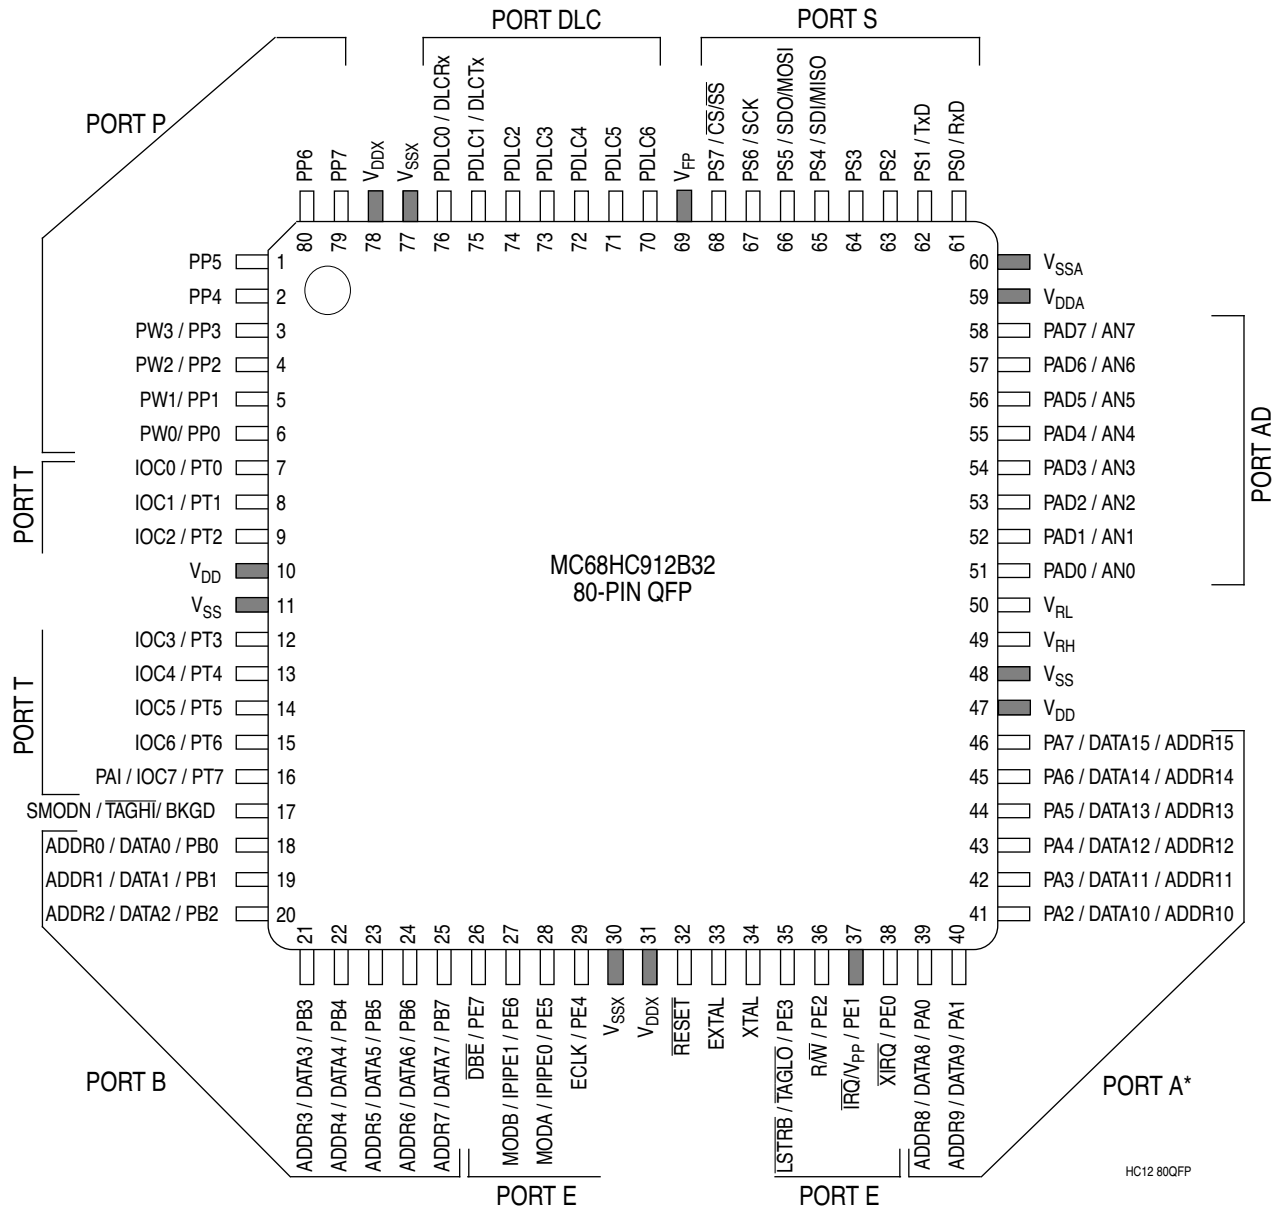 PORT DLC
PORT S
PORT P
PP6
PP7
VDDX
VSSX
PDLC0 / DLCRx
PDLC1 / DLCTx
PDLC2
PDLC3
PDLC4
PDLC5
PDLC6
VFP
PS7 / CS/SS
PS6 / SCK
PS5 / SDO/MOSI
PS4 / SDI/MISO
PS3
PS2
PS1 / TxD
PS0 / RxD
80
79
78
77
76
75
74
73
72
71
70
69
68
67
66
65
64
63
62
61
PP5 1
PP4 2
PW3 / PP3 3
PW2 / PP2 4
PW1/ PP1 5
PW0/ PP0 6
PORT T
IOC0 / PT0 7
IOC1 / PT1 8
IOC2 / PT2 9
VDD 10
VSS 11
PORT T
IOC3 / PT3 12
IOC4 / PT4 13
IOC5 / PT5 14
IOC6 / PT6 15
PAI / IOC7 / PT7 16
SMODN / TAGHI/ BKGD 17
ADDR0 / DATA0 / PB0 18
ADDR1 / DATA1 / PB1 19
ADDR2 / DATA2 / PB2 20
MC68HC912B32
80-PIN QFP
60 VSSA
59 VDDA
58 PAD7 / AN7
57 PAD6 / AN6
56 PAD5 / AN5
55 PAD4 / AN4
54 PAD3 / AN3
53 PAD2 / AN2
52 PAD1 / AN1
51 PAD0 / AN0
PORT AD
50 VRL
49 VRH
48 VSS
47 VDD
46 PA7 / DATA15 / ADDR15
45 PA6 / DATA14 / ADDR14
44 PA5 / DATA13 / ADDR13
43 PA4 / DATA12 / ADDR12
42 PA3 / DATA11 / ADDR11
41 PA2 / DATA10 / ADDR10
21
22
23
24
25
26
27
28
29
30
31
32
33
34
35
36
37
38
39
40
ADDR3 / DATA3 / PB3
ADDR4 / DATA4 / PB4
ADDR5 / DATA5 / PB5
ADDR6 / DATA6 / PB6
ADDR7 / DATA7 / PB7
DBE / PE7
MODB / IPIPE1 / PE6
MODA / IPIPE0 / PE5
ECLK / PE4
VSSX
VDDX
RESET
EXTAL
XTAL
LSTRB / TAGLO / PE3
R/W / PE2
IRQ/VPP / PE1
XIRQ / PE0
ADDR8 / DATA8 / PA0
ADDR9 / DATA9 / PA1
PORT B
PORT A*
PORT E
PORT E
HC12 80QFP